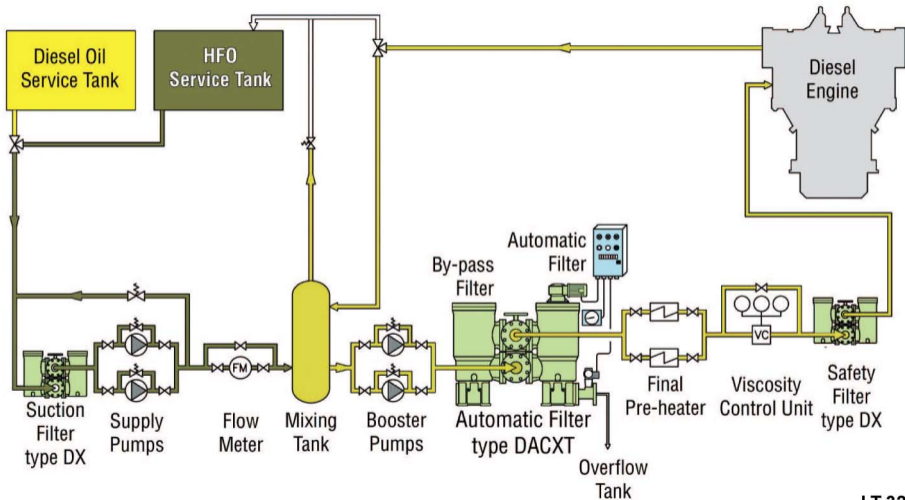 Diesel Oil
Service Tank
HFO
Service Tank
Diesel
Engine
Automatic
Filter
By-pass
Filter
FM
VC
Suction
Filter
type DX
Supply
Pumps
Flow
Meter
Mixing
Tank
Booster
Pumps
Automatic Filter
type DACXT
Final
Pre-heater
Viscosity
Control Unit
Safety
Filter
type DX
Overflow
Tank